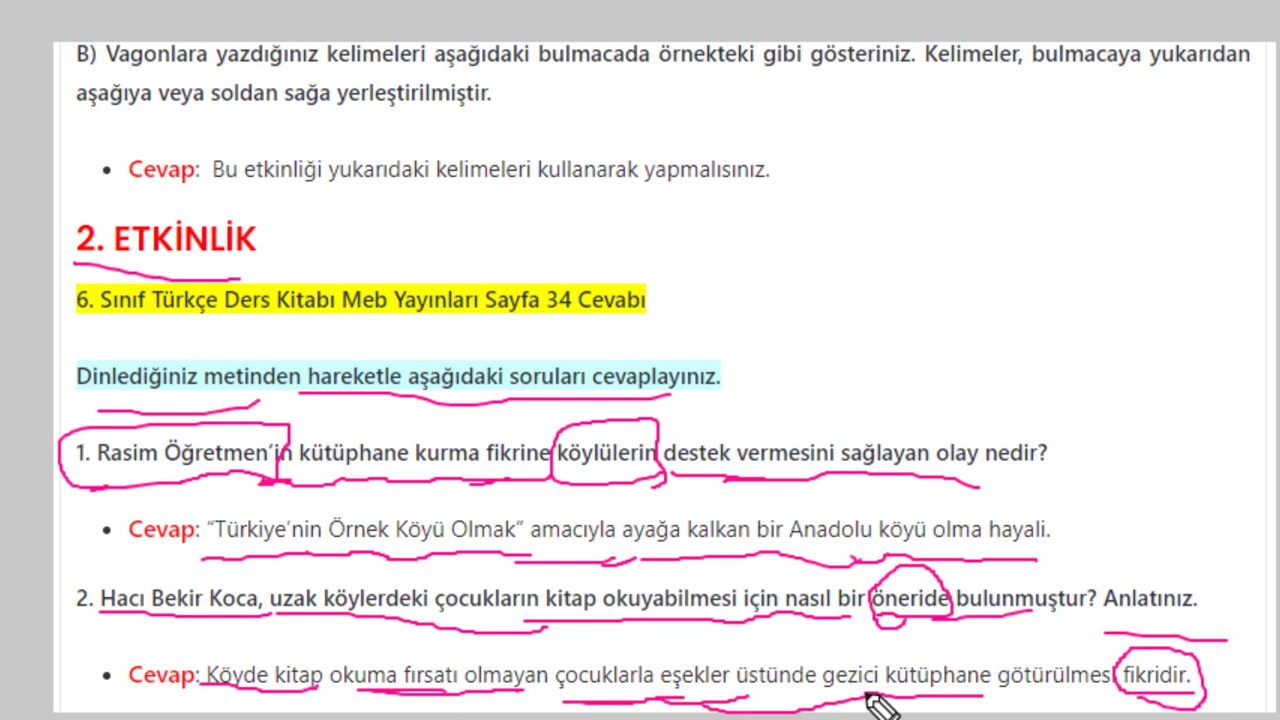 B) Vagonlara yazdığınız kelimeleri aşağıdaki bulmacada örnekteki gibi gösteriniz. Kelimeler, bulmacaya yukarıdan
aşağıya veya soldan sağa yerleştirilmiştir.
• Cevap: Bu etkinliği yukarıdaki kelimeleri kullanarak yapmalısınız.
2. ETKİNLİK
6. Sınıf Türkçe Ders Kitabı Meb Yayınları Sayfa 34 Cevabı
Dinlediğiniz metinden hareketle aşağıdaki soruları cevaplayınız.
1. Rasim Öğretmen’in kütüphane kurma fikrine köylülerin destek vermesini sağlayan olay nedir?
• Cevap: “Türkiye’nin Örnek Köyü Olmak” amacıyla ayağa kalkan bir Anadolu köyü olma hayali.
2. Hacı Bekir Koca, uzak köylerdeki çocukların kitap okuyabilmesi için nasıl bir öneride bulunmuştur? Anlatınız.
• Cevap: Köyde kitap okuma fırsatı olmayan çocuklarla eşekler üstünde gezici kütüphane götürülmesi fikridir.